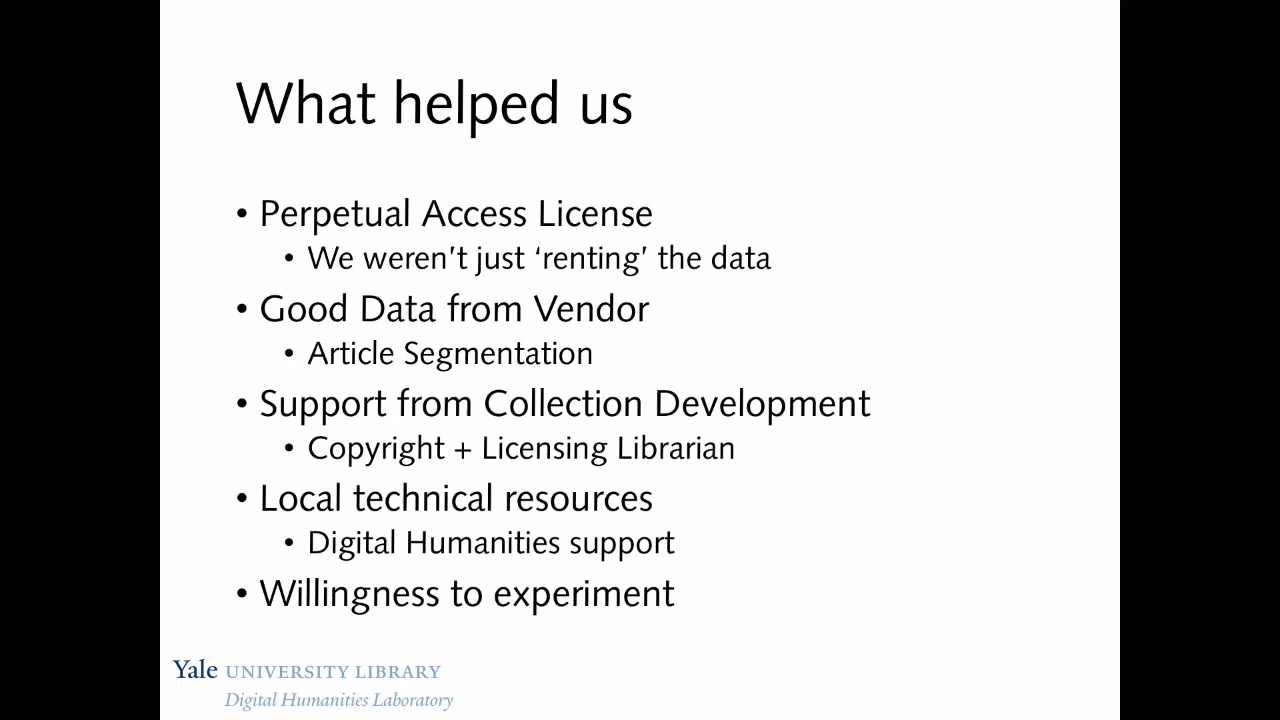 What helped us
• Perpetual Access License
• We weren’t just ‘renting’ the data
• Good Data from Vendor
• Article Segmentation
• Support from Collection Development
• Copyright + Licensing Librarian
• Local technical resources
• Digital Humanities support
• Willingness to experiment
Yale UNIVERSITY LIBRARY
Digital Humanities Laboratory